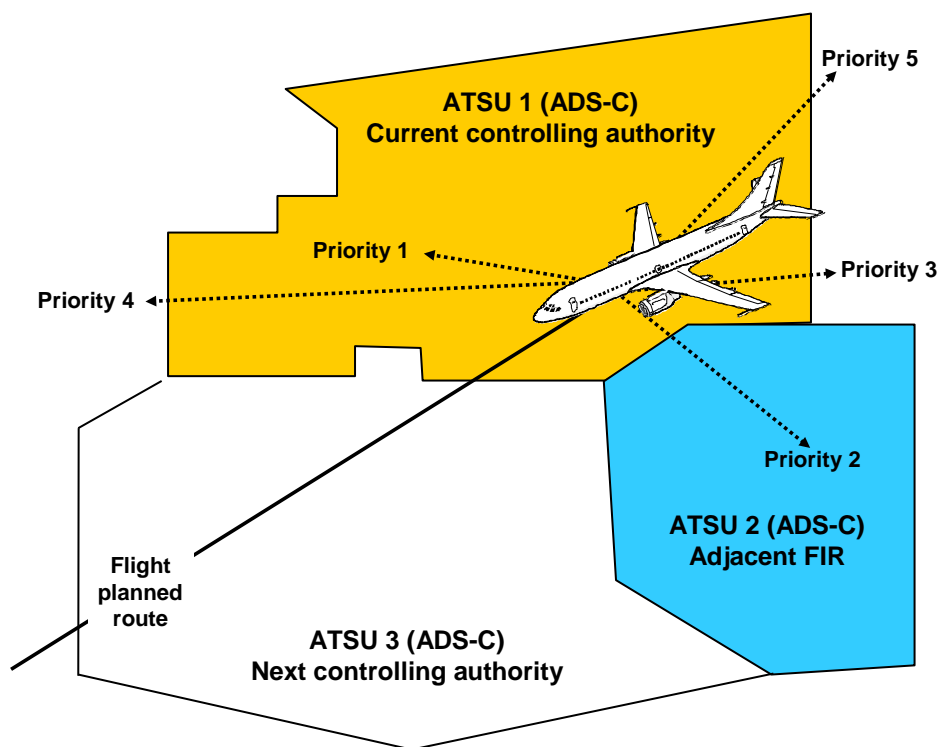 Priority 5
ATSU 1 (ADS-C)
Current controlling authority
Priority 1
Priority 3
Priority 4
Priority 2
ATSU 2 (ADS-C)
Adjacent FIR
Flight
planned
route
ATSU 3 (ADS-C)
Next controlling authority